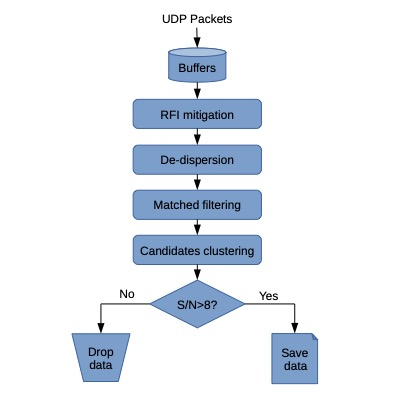 UDP Packets
Buffers
RFI mitigation
De-dispersion
Matched filtering
Candidates clustering
S/N>8?
No
Yes
Drop
data
Save
data